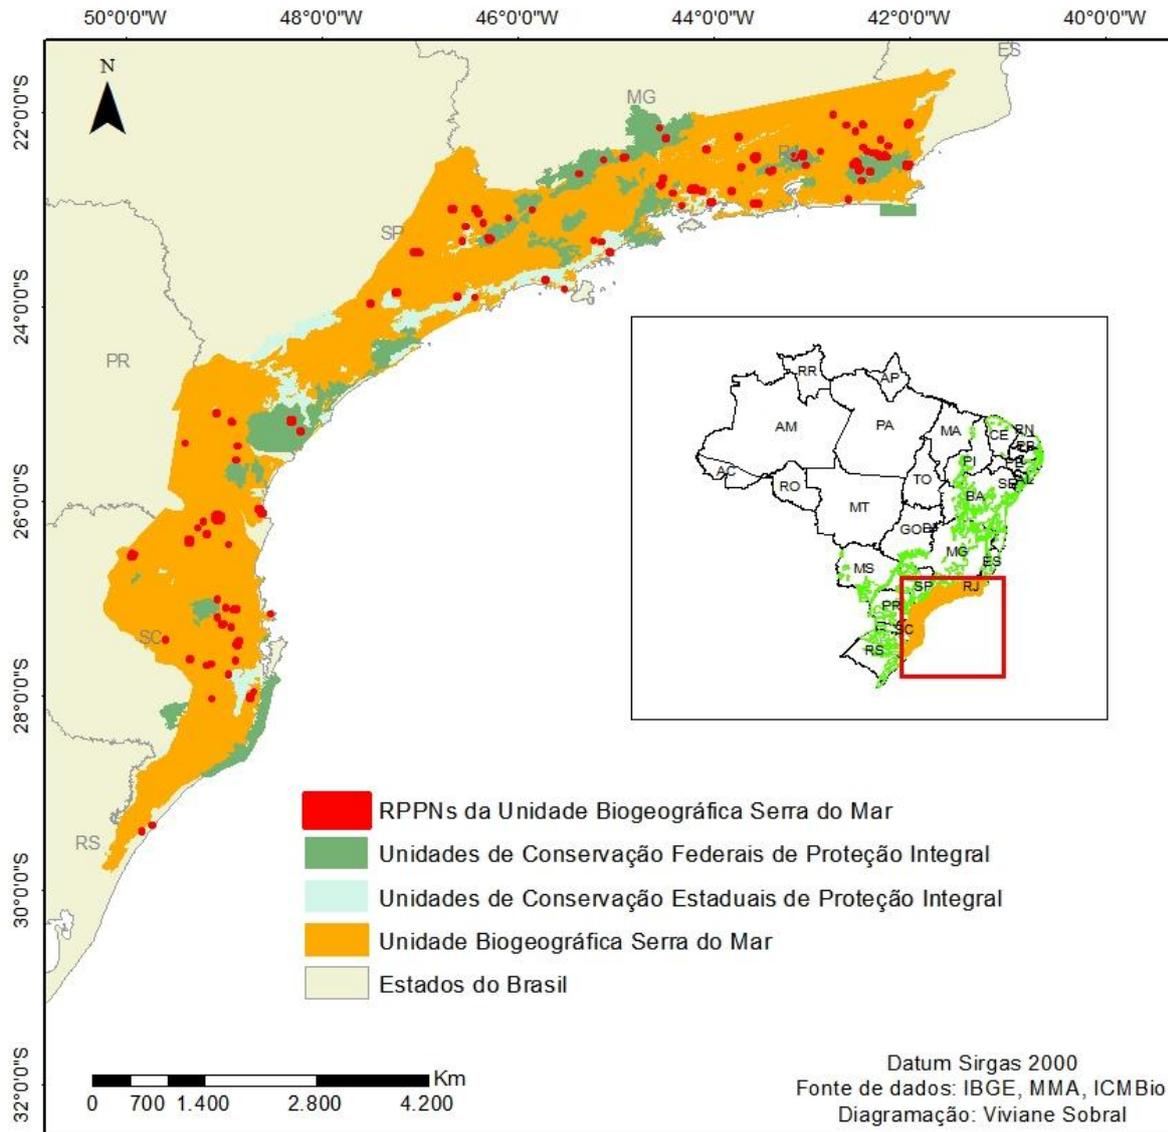 50°0'0"W 48°0'0"W 46°0'0"W 44°0'0"W 42°0'0"W 40°0'0"W
22°0'0"S
24°0'0"S
26°0'0"S
28°0'0"S
30°0'0"S
32°0'0"S
N
ES
MG
RJ
SP
PR
SC
RS
RR
AP
AM
PA
MA
CE
RN
PB
PI
PE
AC
TO
AL
RO
SE
BA
MT
GO
DF
MG
ES
MS
SP
RJ
PR
SC
RS
RPPNs da Unidade Biogeográfica Serra do Mar
Unidades de Conservação Federais de Proteção Integral
Unidades de Conservação Estaduais de Proteção Integral
Unidade Biogeográfica Serra do Mar
Estados do Brasil
Km
0 700 1.400 2.800 4.200
Datum Sirgas 2000
Fonte de dados: IBGE, MMA, ICMBio
Diagramação: Viviane Sobral